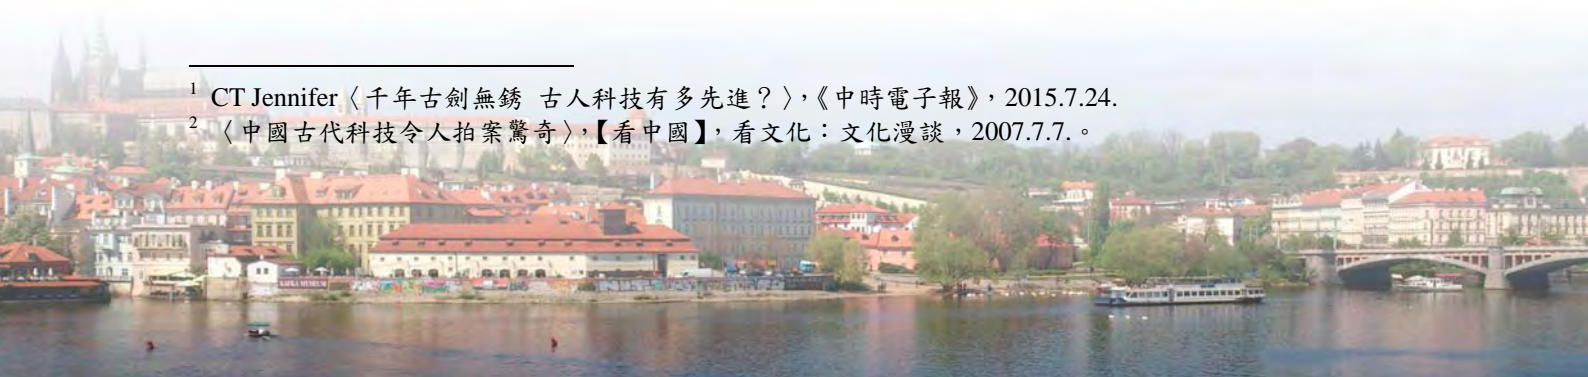 1 CT Jennifer〈千年古劍無銹 古人科技有多先進？〉，《中時電子報》，2015.7.24.
2 〈中國古代科技令人拍案驚奇〉，【看中國】，看文化：文化漫談，2007.7.7.。
KAFKA MUSEUM